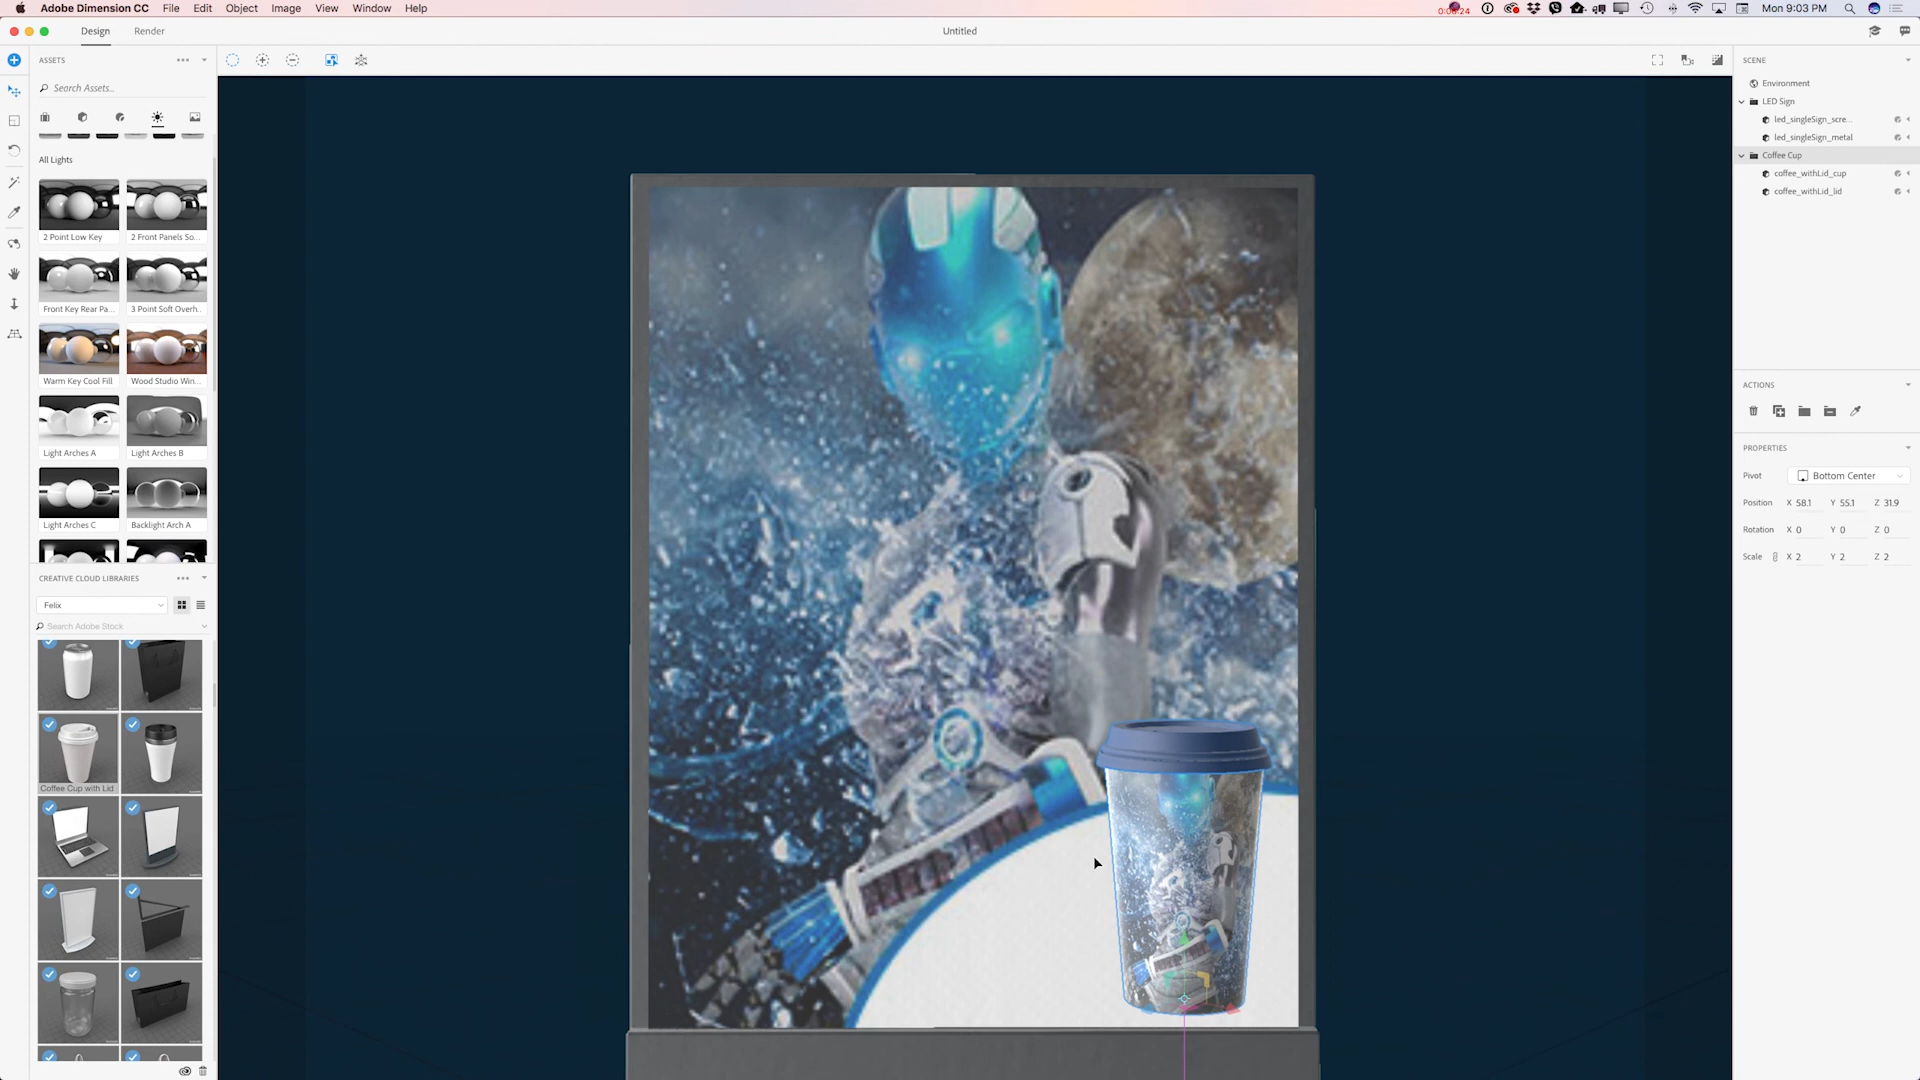 Adobe Dimension CC File Edit Object Image View Window Help
0:08:24 Mon 9:03 PM
Design Render
Untitled
ASSETS
Search Assets...
All Lights
2 Point Low Key
2 Front Panels So...
Front Key Rear Pa...
3 Point Soft Overh..
Warm Key Cool Fill
Wood Studio Win...
Light Arches A
Light Arches B
Light Arches C
Backlight Arch A
CREATIVE CLOUD LIBRARIES
Felix
Search Adobe Stock
Coffee Cup with Lid
SCENE
Environment
LED Sign
led_singleSign_scre...
led_singleSign_metal
Coffee Cup
coffee_withLid_cup
coffee_withLid_lid
ACTIONS
PROPERTIES
Pivot Bottom Center
Position X 58.1 Y 55.1 Z 31.9
Rotation X 0 Y 0 Z 0
Scale X 2 Y 2 Z 2